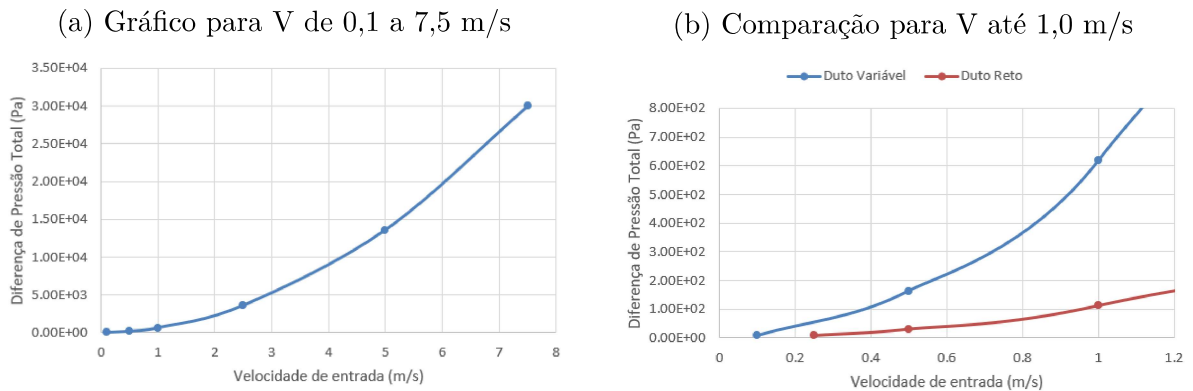 (a) Gráfico para V de 0,1 a 7,5 m/s
Diferença de Pressão Total (Pa)
3.50E+04
3.00E+04
2.50E+04
2.00E+04
1.50E+04
1.00E+04
5.00E+03
0.00E+00
0 1 2 3 4 5 6 7 8
Velocidade de entrada (m/s)
(b) Comparação para V até 1,0 m/s
Duto Variável Duto Reto
Diferença de Pressão Total (Pa)
8.00E+02
7.00E+02
6.00E+02
5.00E+02
4.00E+02
3.00E+02
2.00E+02
1.00E+02
0.00E+00
0 0.2 0.4 0.6 0.8 1 1.2
Velocidade de entrada (m/s)